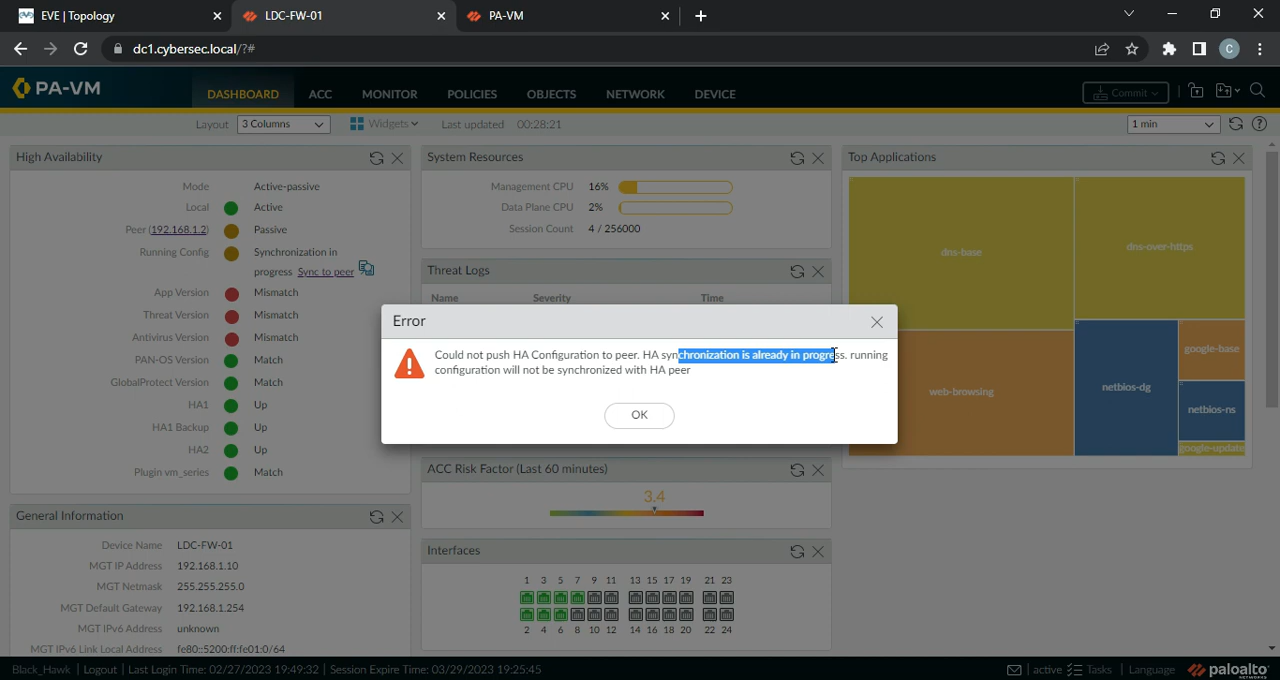 EVE | Topology
LDC-FW-01
PA-VM
dc1.cybersec.local/?#
C
PA-VM
DASHBOARD
ACC
MONITOR
POLICIES
OBJECTS
NETWORK
DEVICE
Commit
Layout
3 Columns
Widgets
Last updated 00:28:21
1 min
High Availability
Mode Active-passive
Local Active
Peer (192.168.1.2) Passive
Running Config Synchronization in
progress Sync to peer
App Version Mismatch
Threat Version Mismatch
Antivirus Version Mismatch
PAN-OS Version Match
GlobalProtect Version Match
HA1 Up
HA1 Backup Up
HA2 Up
Plugin vm_series Match
General Information
Device Name LDC-FW-01
MGT IP Address 192.168.1.10
MGT Netmask 255.255.255.0
MGT Default Gateway 192.168.1.254
MGT IPv6 Address unknown
MGT IPv6 Link Local Address fe80::5200:ff:fe01:0/64
System Resources
Management CPU 16%
Data Plane CPU 2%
Session Count 4 / 256000
Threat Logs
Name Severity Time
Error
Could not push HA Configuration to peer. HA synchronization is already in progress. running
configuration will not be synchronized with HA peer
OK
ACC Risk Factor (Last 60 minutes)
3.4
Interfaces
1 3 5 7 9 11 13 15 17 19 21 23
2 4 6 8 10 12 14 16 18 20 22 24
Top Applications
dns-base
dns-over-https
web-browsing
netbios-dg
google-base
netbios-ns
google-update
Black_Hawk | Logout | Last Login Time: 02/27/2023 19:49:32 | Session Expire Time: 03/29/2023 19:25:45
active
Tasks | Language
paloalto
NETWORKS